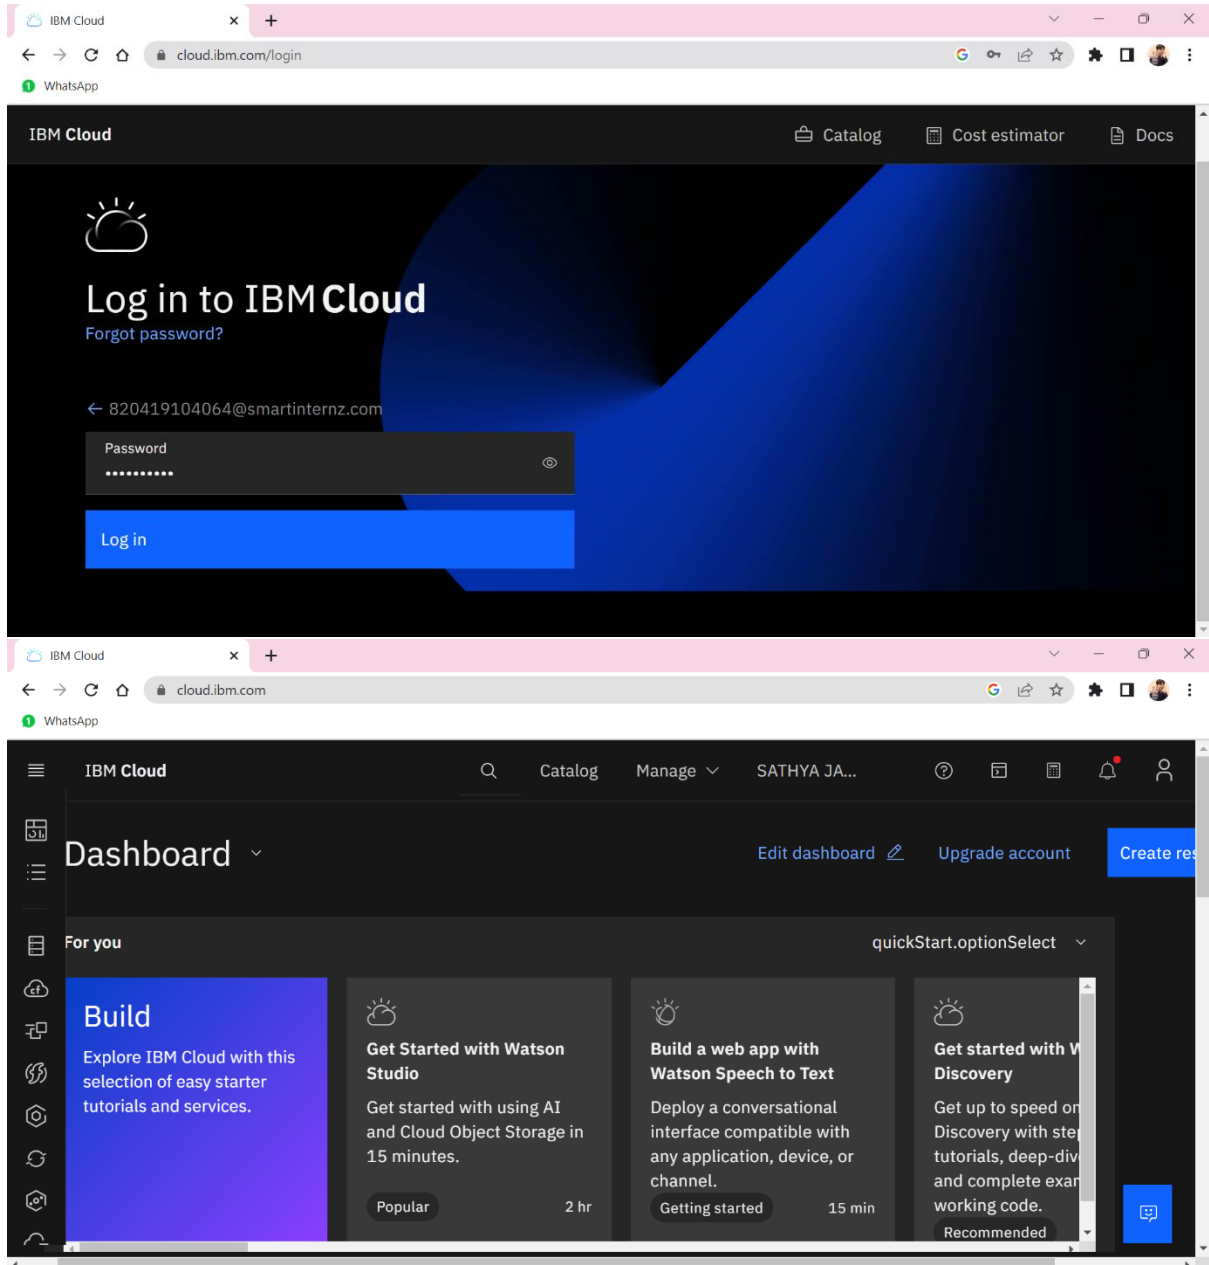 IBM Cloud
cloud.ibm.com/login
WhatsApp
IBM Cloud
Catalog
Cost estimator
Docs
Log in to IBM Cloud
Forgot password?
← 820419104064@smartinternz.com
Password
••••••••••
Log in
IBM Cloud
cloud.ibm.com
WhatsApp
IBM Cloud
Catalog
Manage
SATHYA JA...
Dashboard
Edit dashboard
Upgrade account
Create res
For you
quickStart.optionSelect
Build
Explore IBM Cloud with this
selection of easy starter
tutorials and services.
Get Started with Watson
Studio
Get started with using AI
and Cloud Object Storage in
15 minutes.
Popular
2 hr
Build a web app with
Watson Speech to Text
Deploy a conversational
interface compatible with
any application, device, or
channel.
Getting started
15 min
Get started with W
Discovery
Get up to speed on
Discovery with step
tutorials, deep-div
and complete exam
working code.
Recommended